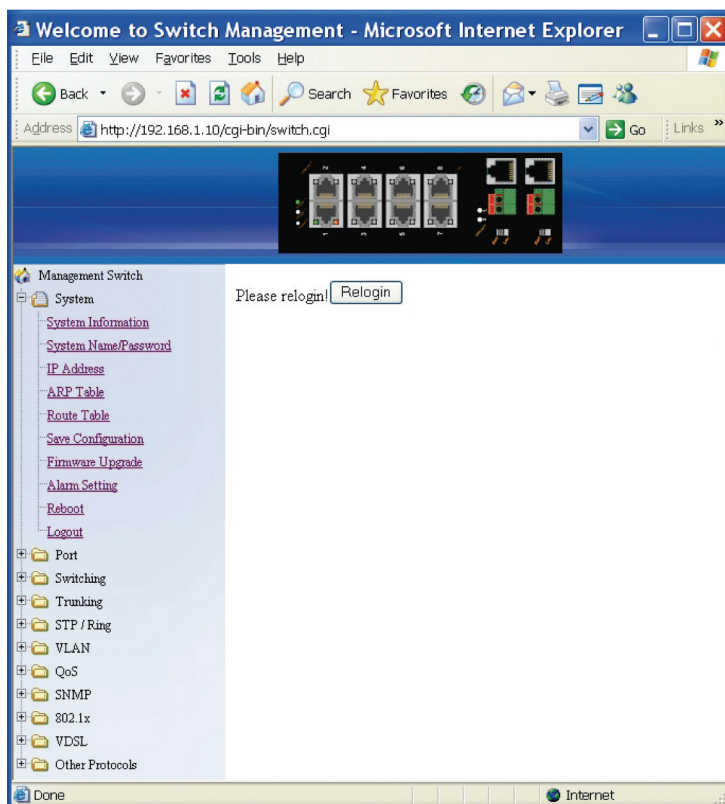 Welcome to Switch Management - Microsoft Internet Explorer
File Edit View Favorites Tools Help
Back Search Favorites
Address http://192.168.1.10/cgi-bin/switch.cgi Go Links »
Management Switch
System
System Information
System Name/Password
IP Address
ARP Table
Route Table
Save Configuration
Firmware Upgrade
Alarm Setting
Reboot
Logout
Port
Switching
Trunking
STP / Ring
VLAN
QoS
SNMP
802.1x
VDSL
Other Protocols
Please relogin! Relogin
Done Internet